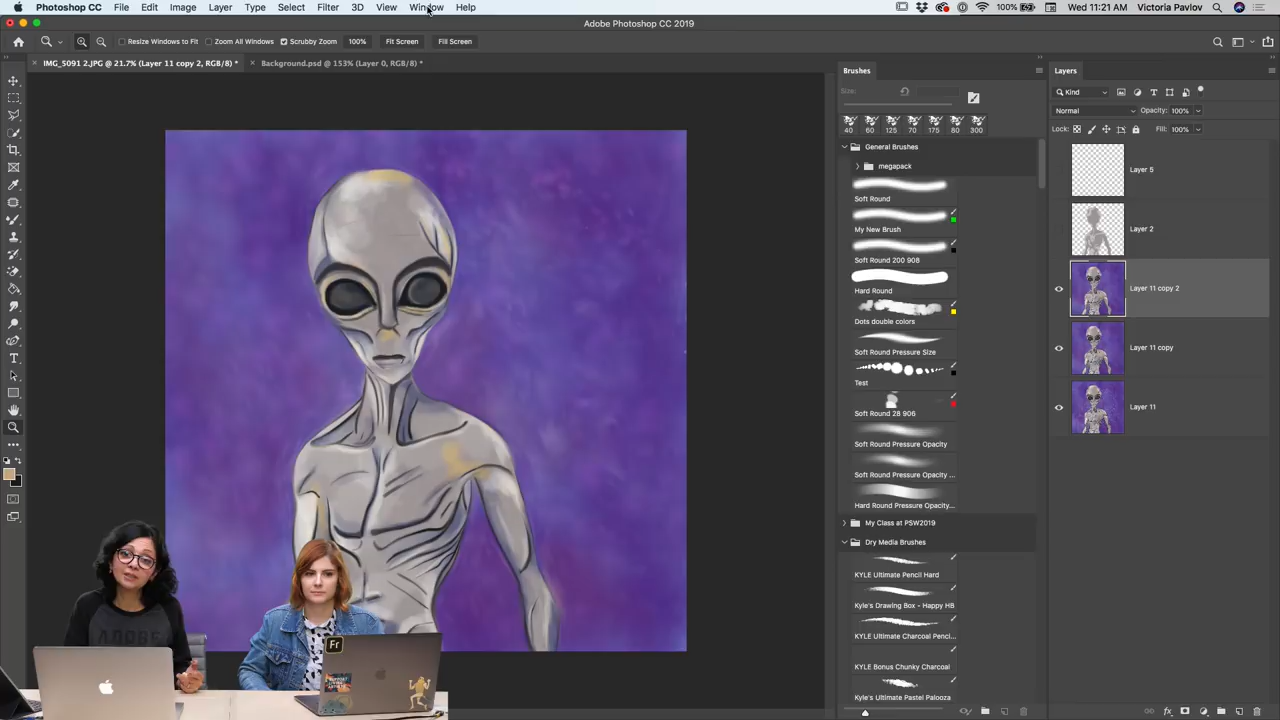 Photoshop CC File Edit Image Layer Type Select Filter 3D View Window Help 100% Mon 11:21 AM Victoria Pavlov
Adobe Photoshop CC 2019
Resize Windows to Fit Zoom All Windows Scrubby Zoom 100% Fit Screen Fill Screen
IMG_5091 2.JPG @ 21.7% (Layer 11 copy 2, RGB/8) * Background.psd @ 153% (Layer 0, RGB/8) *
Brushes
Size:
40 60 125 70 175 80 300
General Brushes
megapack
Soft Round
My New Brush
Soft Round 200 908
Hard Round
Dots double colors
Soft Round Pressure Size
Test
Soft Round 28 906
Soft Round Pressure Opacity
Soft Round Pressure Opacity ...
Hard Round Pressure Opacity...
My Class at PSW2019
Dry Media Brushes
KYLE Ultimate Pencil Hard
Kyle's Drawing Box - Happy HB
KYLE Ultimate Charcoal Penci...
KYLE Bonus Chunky Charcoal
Kyle's Ultimate Pastel Palooza
Layers
Kind
Normal Opacity: 100%
Lock: Fill: 100%
Layer 5
Layer 2
Layer 11 copy 2
Layer 11 copy
Layer 11
Fr